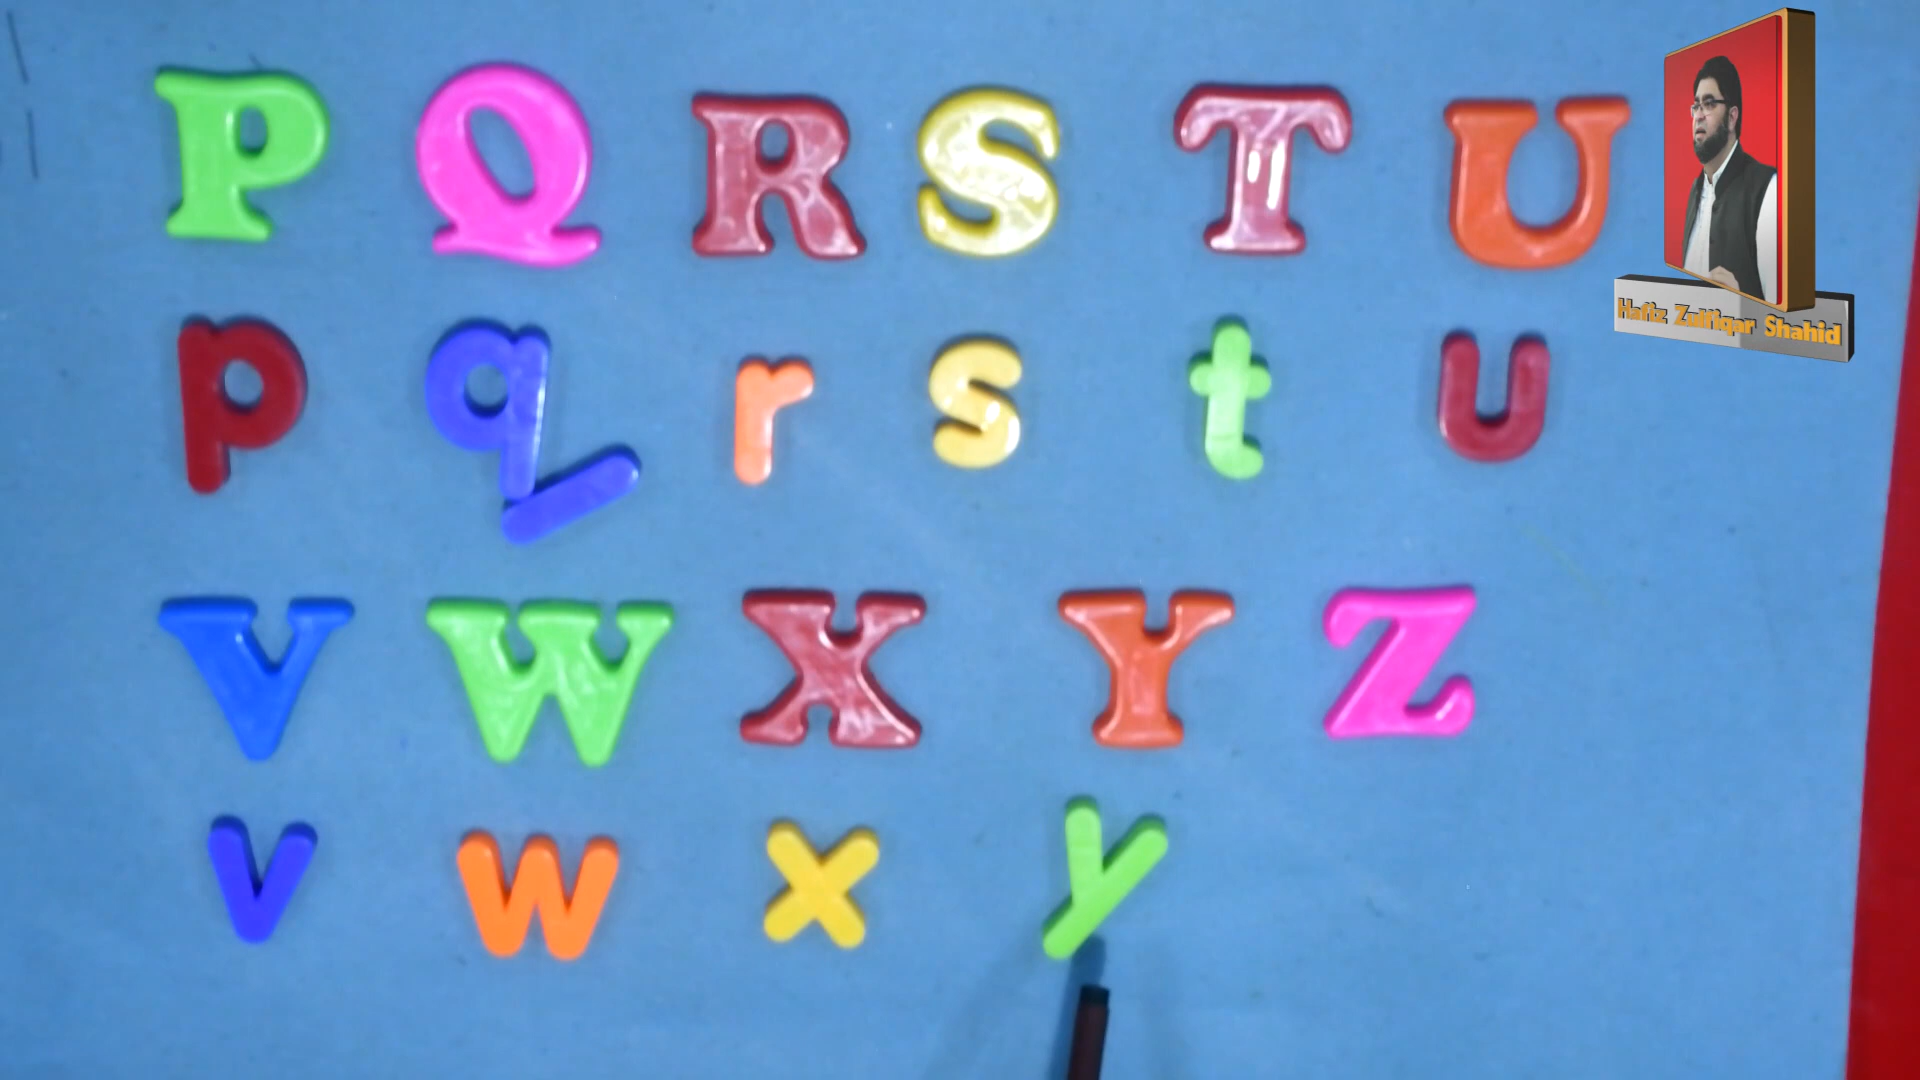 P Q R S T U
p q r s t u
V W X Y Z
v w x y
Hafiz Zulfiqar Shahid